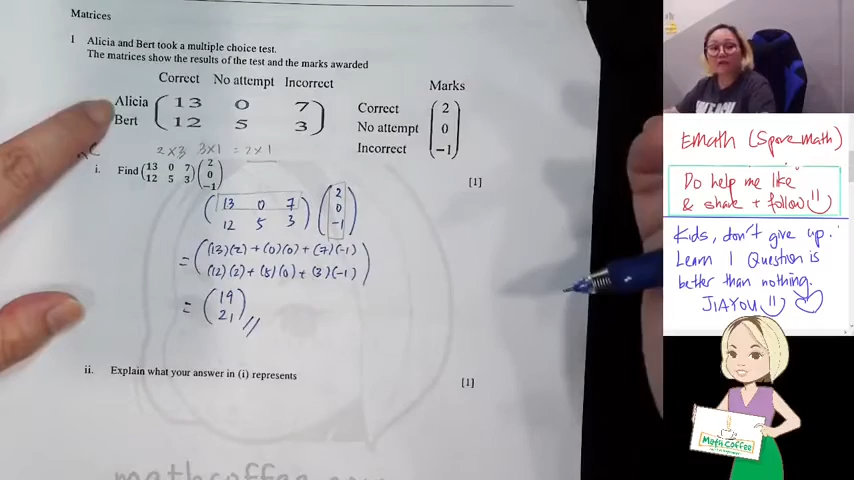 Matrices
1 Alicia and Bert took a multiple choice test.
The matrices show the results of the test and the marks awarded
Correct No attempt Incorrect
Marks
Alicia ( 13 0 7 )
Bert ( 12 5 3 )
Correct ( 2 )
No attempt ( 0 )
Incorrect ( −1 )
2×3 3×1 = 2×1
i. Find (13 0 7 / 12 5 3) (2 / 0 / −1)
[1]
( 13 0 7 / 12 5 3 ) ( 2 / 0 / -1 )
= ( (13)(2) + (0)(0) + (7)(-1)
(12)(2) + (5)(0) + (3)(-1) )
= ( 19
21 ) //
ii. Explain what your answer in (i) represents
[1]
Emath (Spore math)
Do help me like
& share + follow
Kids, don't give up.
Learn 1 Question is
better than nothing.
JIAYOU
Math Coffee